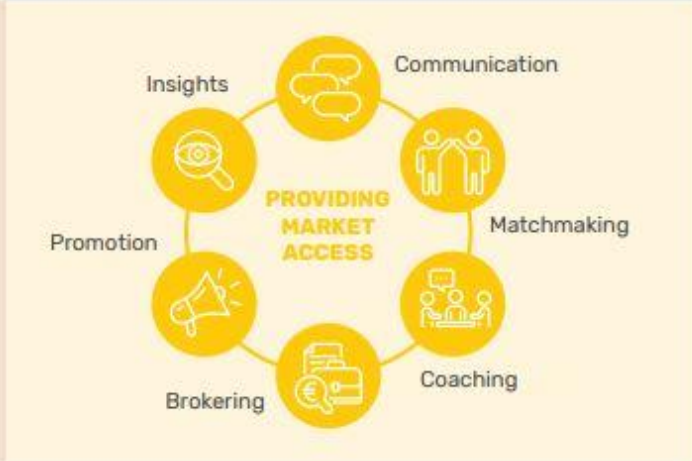 Communication
Insights
PROVIDING
MARKET
ACCESS
Matchmaking
Promotion
Coaching
Brokering
€